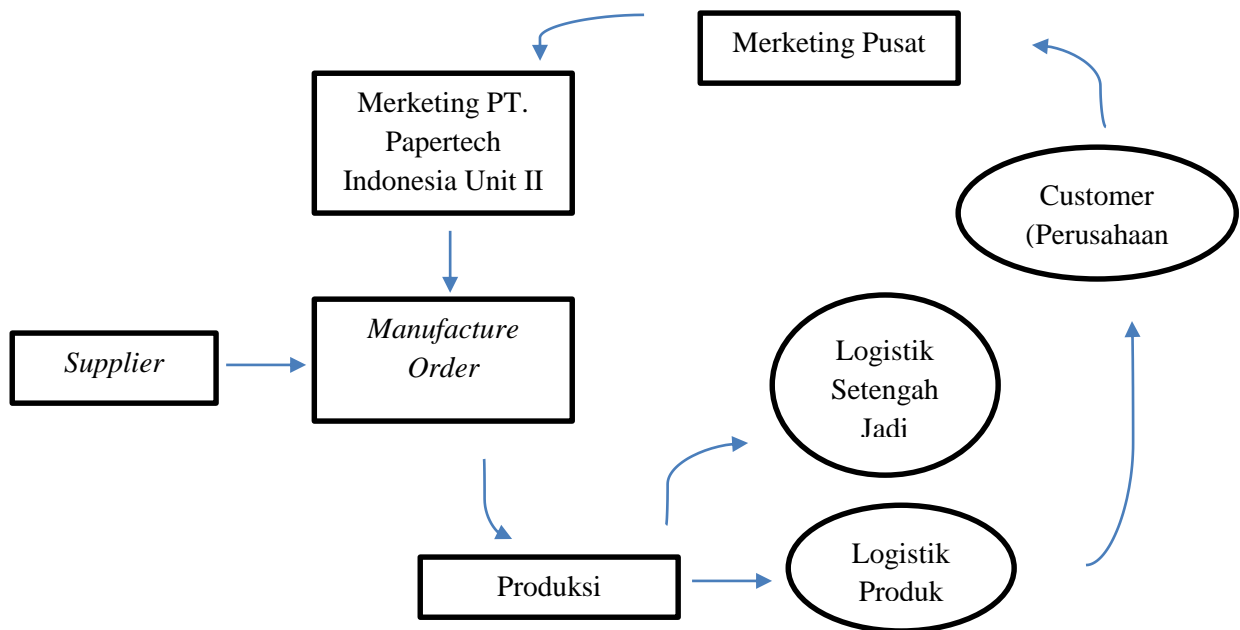 Merketing Pusat
Merketing PT.
Papertech
Indonesia Unit II
Customer
(Perusahaan
Manufacture
Order
Supplier
Logistik
Setengah
Jadi
Logistik
Produk
Produksi